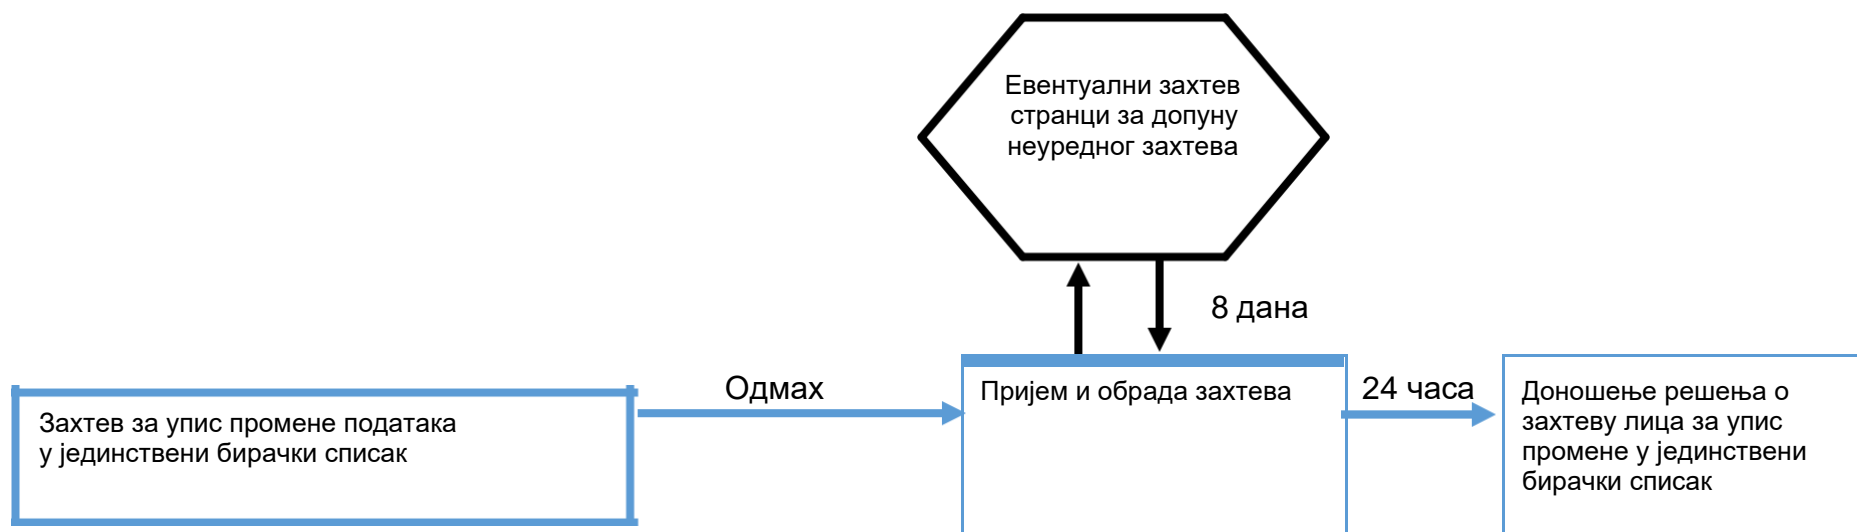 Евентуални захтев
странци за допуну
неуредног захтева
8 дана
Захтев за упис промене података
у јединствени бирачки списак
Одмах
Пријем и обрада захтева
24 часа
Доношење решења о
захтеву лица за упис
промене у јединствени
бирачки списак